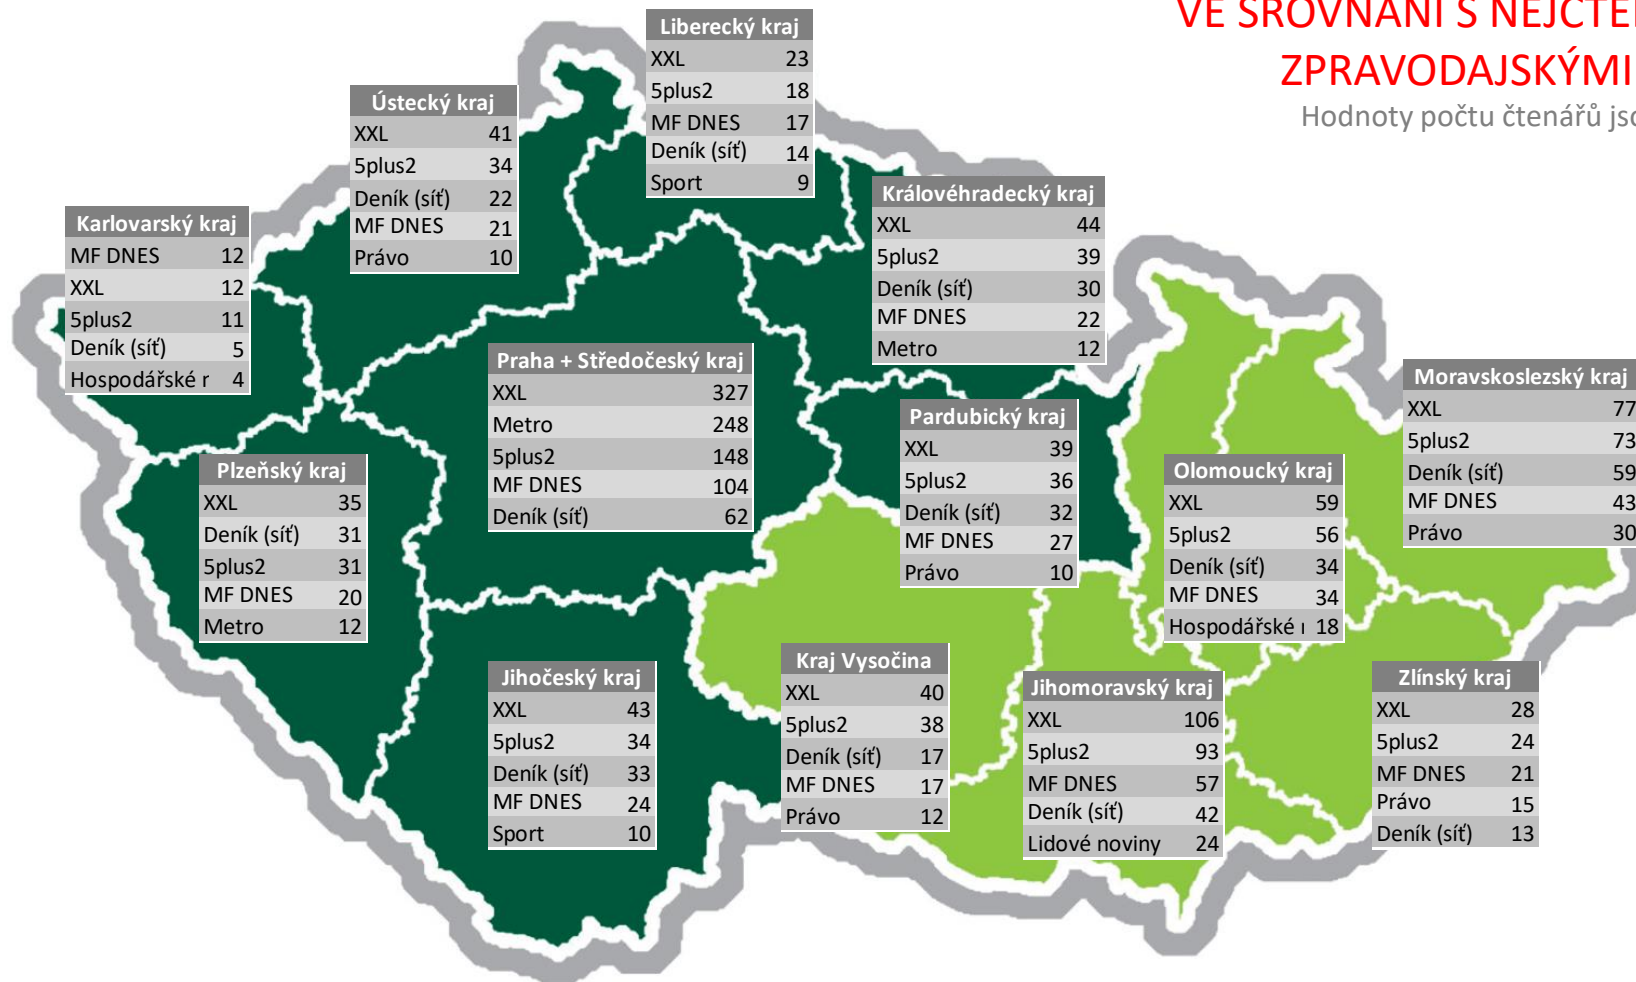 VE SROVNÁNÍ S
ZPRAVODAJSKÝMI
Hodnoty počtu čtenářů
Liberecký kraj
XXL 23
5plus2 18
MF DNES 17
Deník (síť) 14
Sport 9
Ústecký kraj
XXL 41
5plus2 34
Deník (síť) 22
MF DNES 21
Právo 10
Královéhradecký kraj
XXL 44
5plus2 39
Deník (síť) 30
MF DNES 22
Metro 12
Karlovarský kraj
MF DNES 12
XXL 12
5plus2 11
Deník (síť) 5
Hospodářské r 4
Praha + Středočeský kraj
XXL 327
Metro 248
5plus2 148
MF DNES 104
Deník (síť) 62
Moravskoslezský kraj
XXL 77
5plus2 73
Deník (síť) 59
MF DNES 43
Právo 30
Pardubický kraj
XXL 39
5plus2 36
Deník (síť) 32
MF DNES 27
Právo 10
Plzeňský kraj
XXL 35
Deník (síť) 31
5plus2 31
MF DNES 20
Metro 12
Olomoucký kraj
XXL 59
5plus2 56
Deník (síť) 34
MF DNES 34
Hospodářské 18
Kraj Vysočina
XXL 40
5plus2 38
Deník (síť) 17
MF DNES 17
Právo 12
Jihočeský kraj
XXL 43
5plus2 34
Deník (síť) 33
MF DNES 24
Sport 10
Jihomoravský kraj
XXL 106
5plus2 93
MF DNES 57
Deník (síť) 42
Lidové noviny 24
Zlínský kraj
XXL 28
5plus2 24
MF DNES 21
Právo 15
Deník (síť) 13